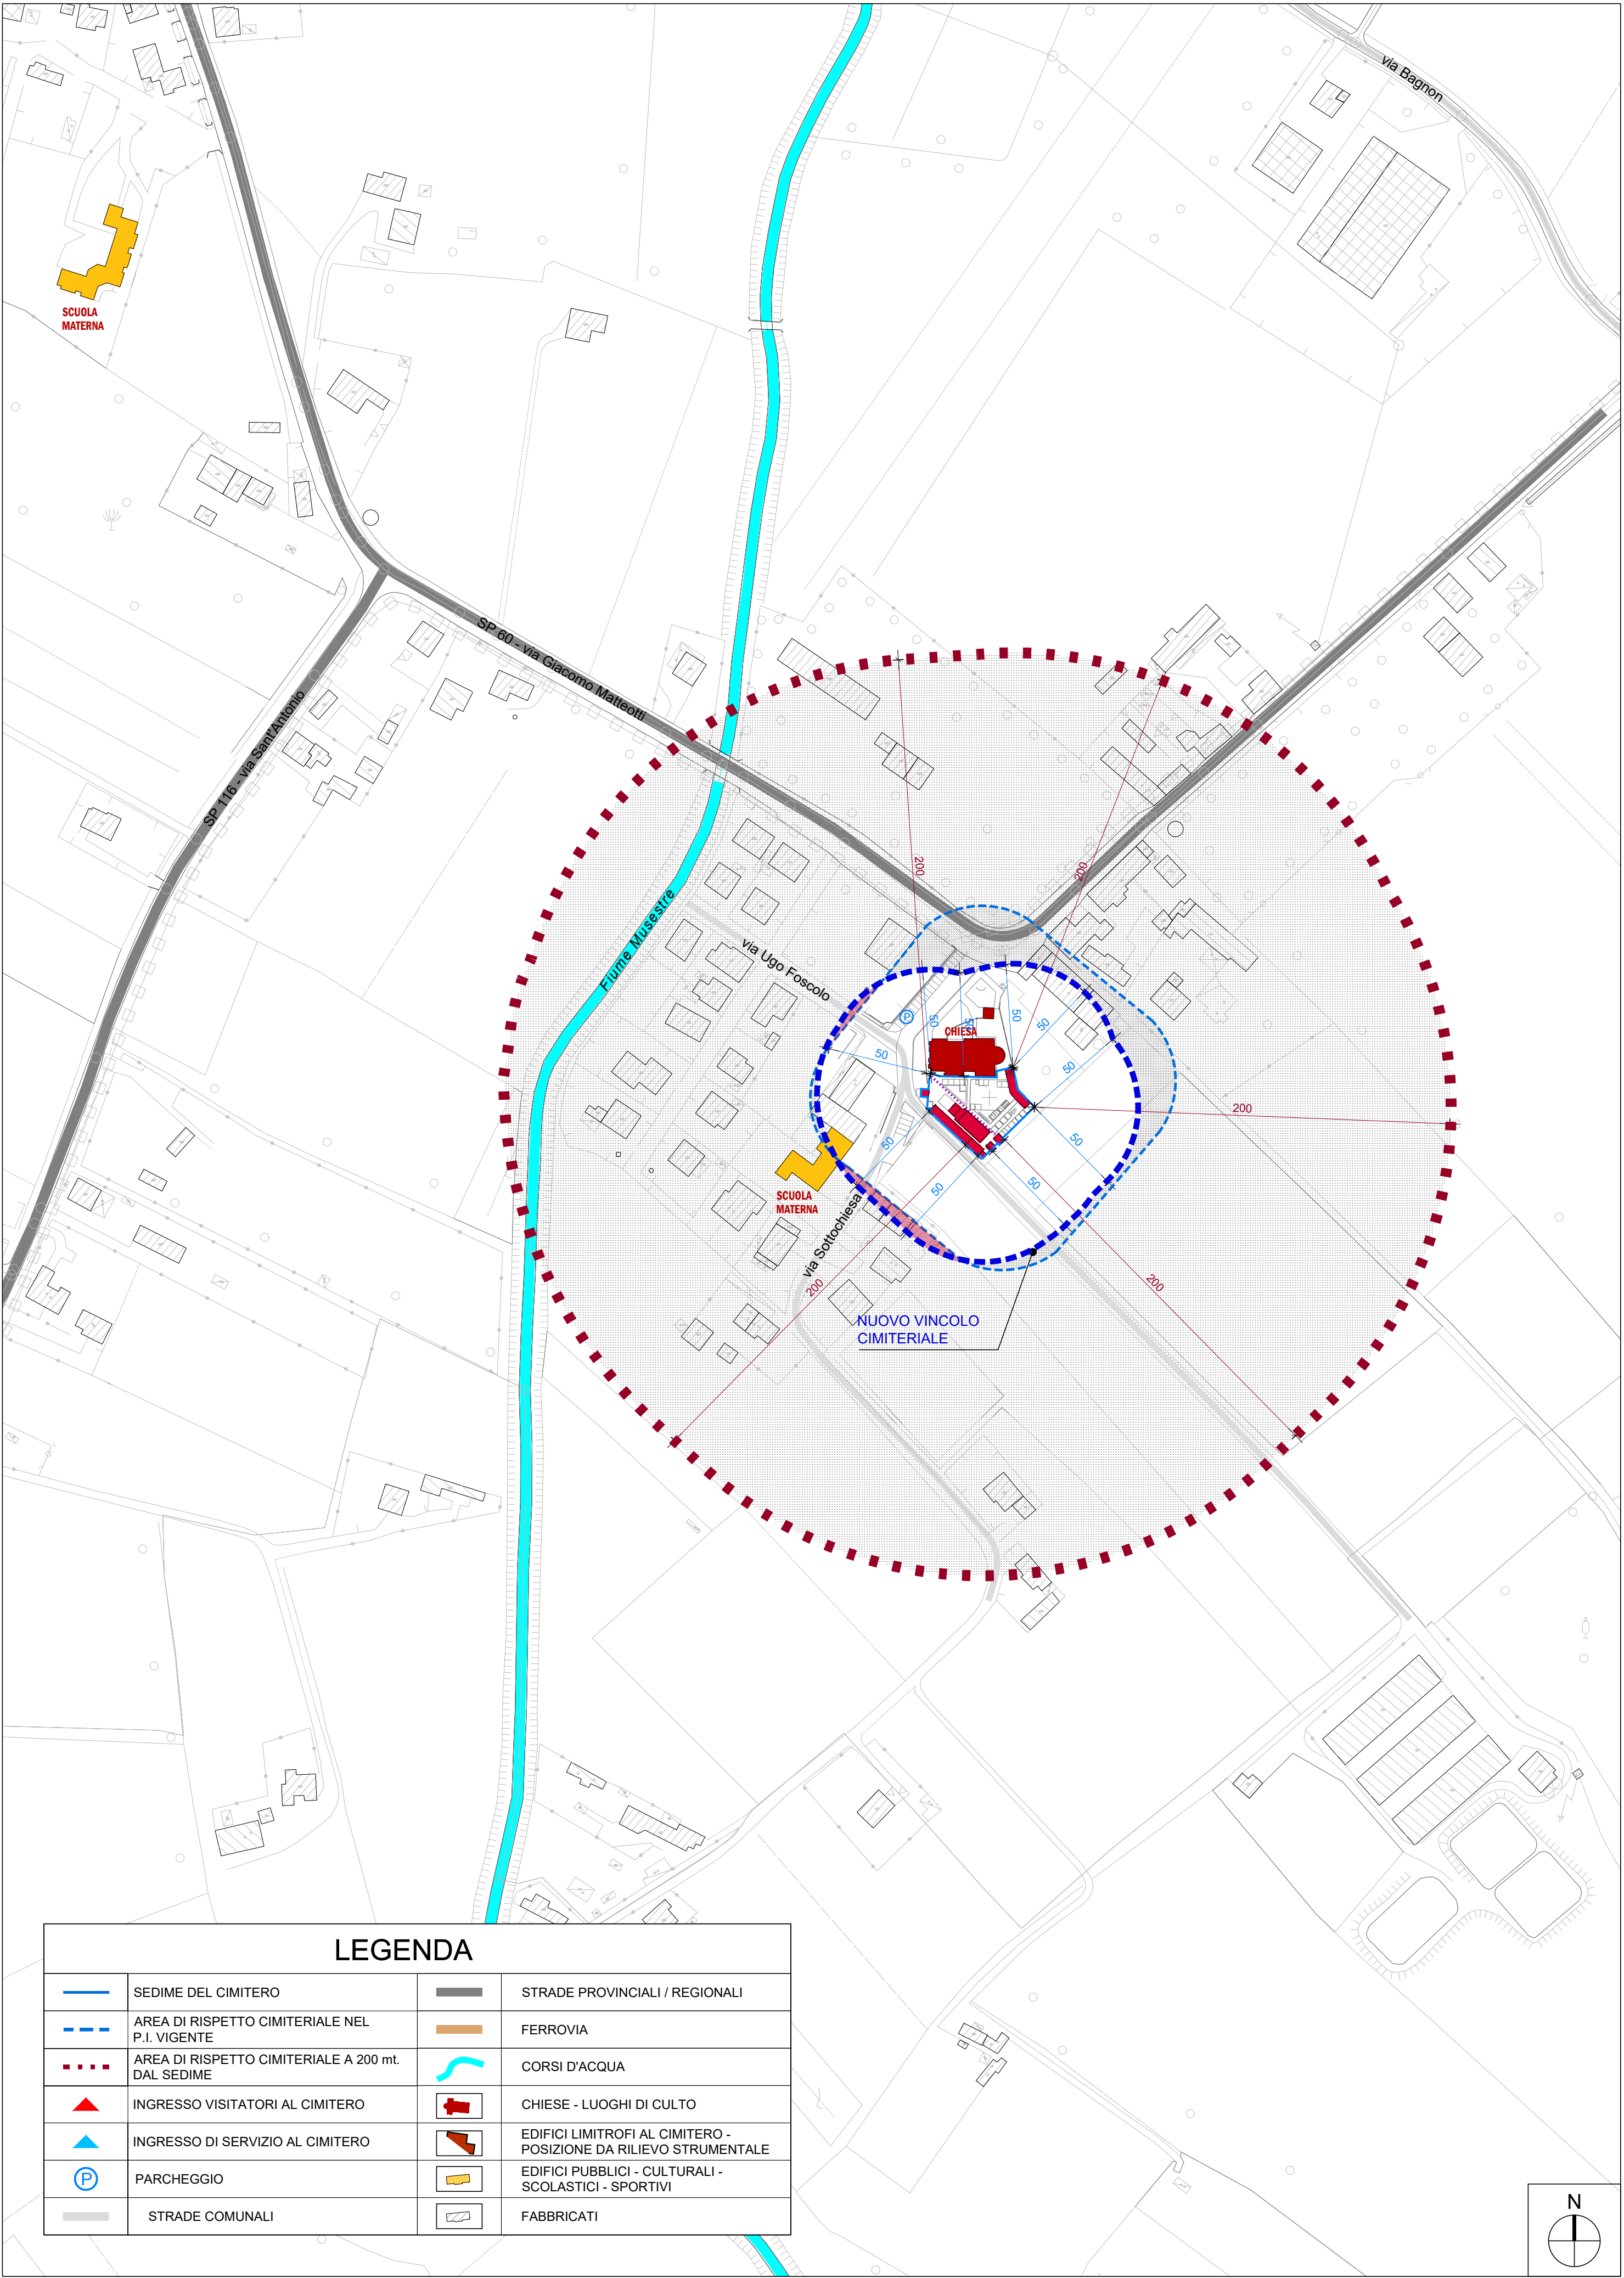 via Bagnon
SCUOLA
MATERNA
SP 60 - via Giacomo Matteotti
SP 116 - via Sant'Antonio
200
200
Fiume Musestre
via Ugo Foscolo
P
50
50
50
50
CHIESA
50
50
200
50
50
50
50
SCUOLA
MATERNA
via Sottochiesa
200
200
NUOVO VINCOLO
CIMITERIALE
LEGENDA
SEDIME DEL CIMITERO
STRADE PROVINCIALI / REGIONALI
AREA DI RISPETTO CIMITERIALE NEL
P.I. VIGENTE
FERROVIA
AREA DI RISPETTO CIMITERIALE A 200 mt.
DAL SEDIME
CORSI D'ACQUA
INGRESSO VISITATORI AL CIMITERO
CHIESE - LUOGHI DI CULTO
INGRESSO DI SERVIZIO AL CIMITERO
EDIFICI LIMITROFI AL CIMITERO -
POSIZIONE DA RILIEVO STRUMENTALE
P
PARCHEGGIO
EDIFICI PUBBLICI - CULTURALI -
SCOLASTICI - SPORTIVI
STRADE COMUNALI
FABBRICATI
N